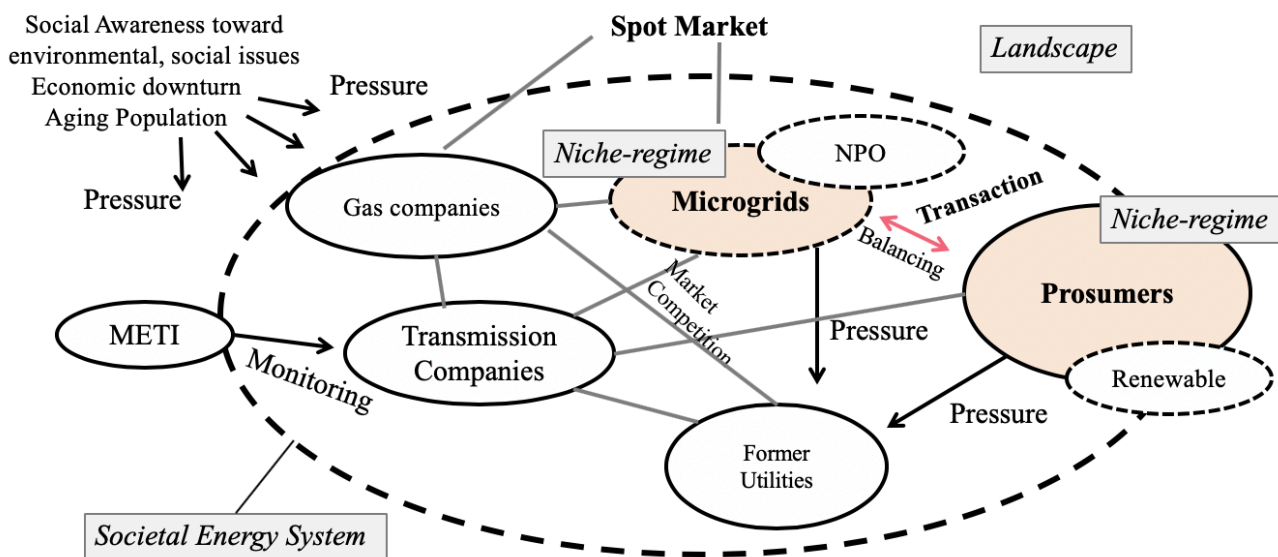 Social Awareness toward
environmental, social issues
Economic downturn
Aging Population
Pressure
Pressure
Spot Market
Landscape
Niche-regime
NPO
Microgrids
Gas companies
Transaction
Balancing
Niche-regime
Prosumers
Renewable
METI
Monitoring
Transmission
Companies
Market
Competition
Pressure
Pressure
Former
Utilities
Societal Energy System